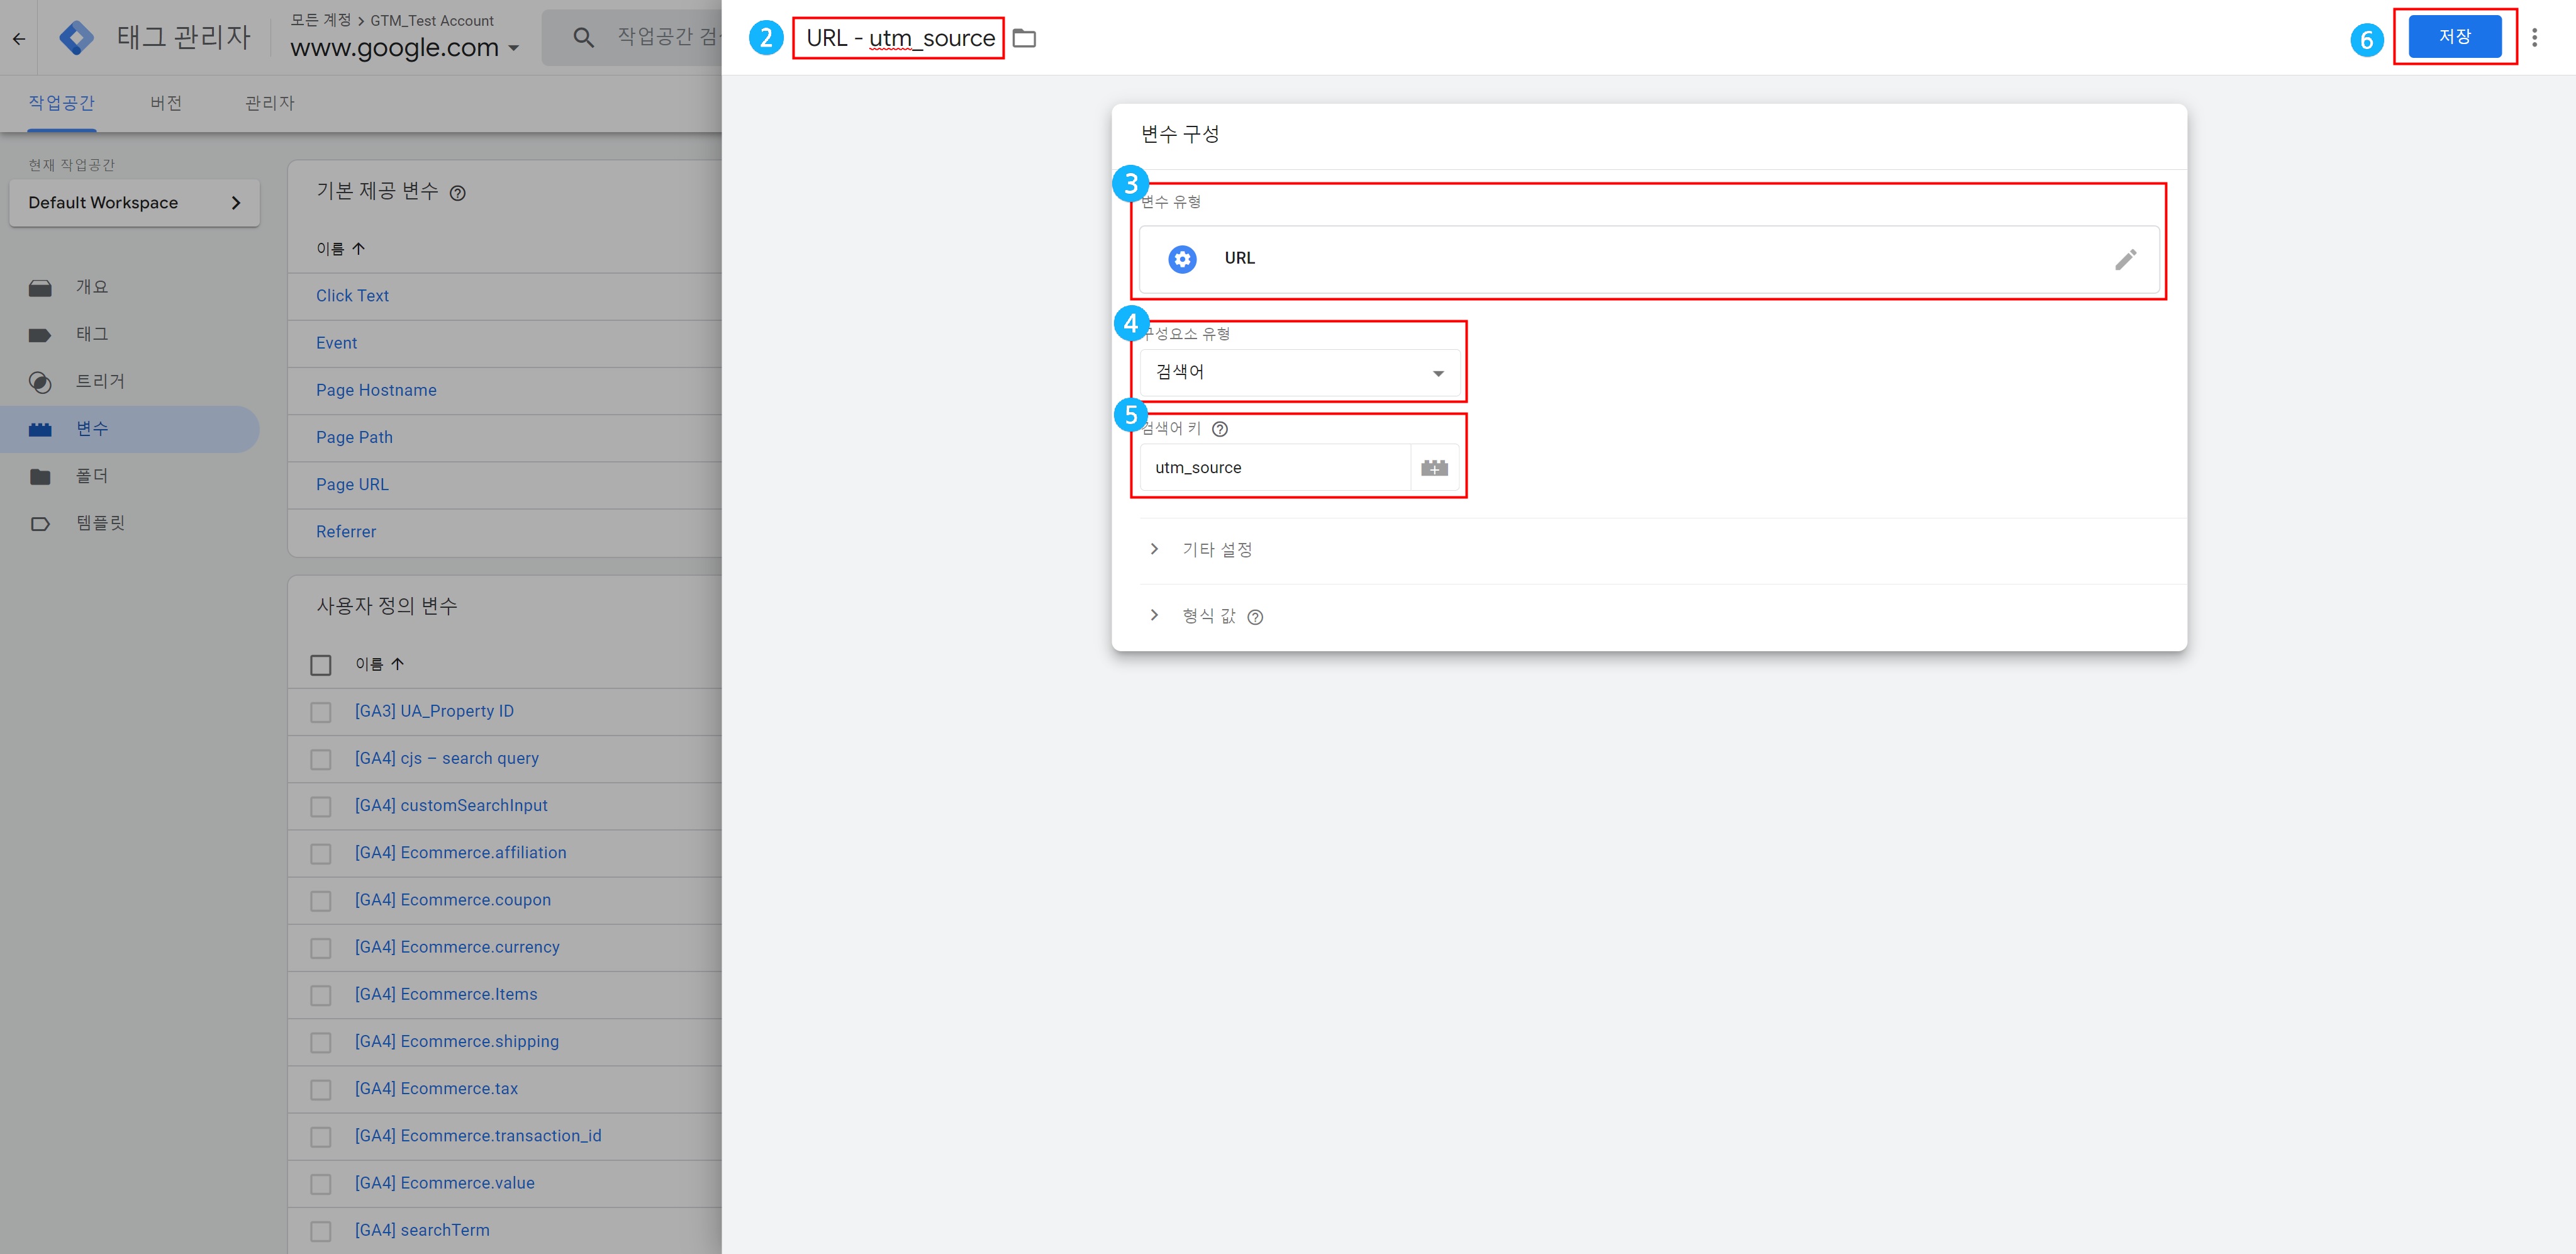 태그 관리자
모든 계정 > GTM_Test Account
www.google.com
작업공간 검색
작업공간
버전
관리자
현재 작업공간
Default Workspace
개요
태그
트리거
변수
폴더
템플릿
기본 제공 변수
이름
Click Text
Event
Page Hostname
Page Path
Page URL
Referrer
사용자 정의 변수
이름
[GA3] UA_Property ID
[GA4] cjs – search query
[GA4] customSearchInput
[GA4] Ecommerce.affiliation
[GA4] Ecommerce.coupon
[GA4] Ecommerce.currency
[GA4] Ecommerce.Items
[GA4] Ecommerce.shipping
[GA4] Ecommerce.tax
[GA4] Ecommerce.transaction_id
[GA4] Ecommerce.value
[GA4] searchTerm
2
URL - utm_source
6
저장
변수 구성
3
변수 유형
URL
4
구성요소 유형
검색어
5
검색어 키
utm_source
기타 설정
형식 값